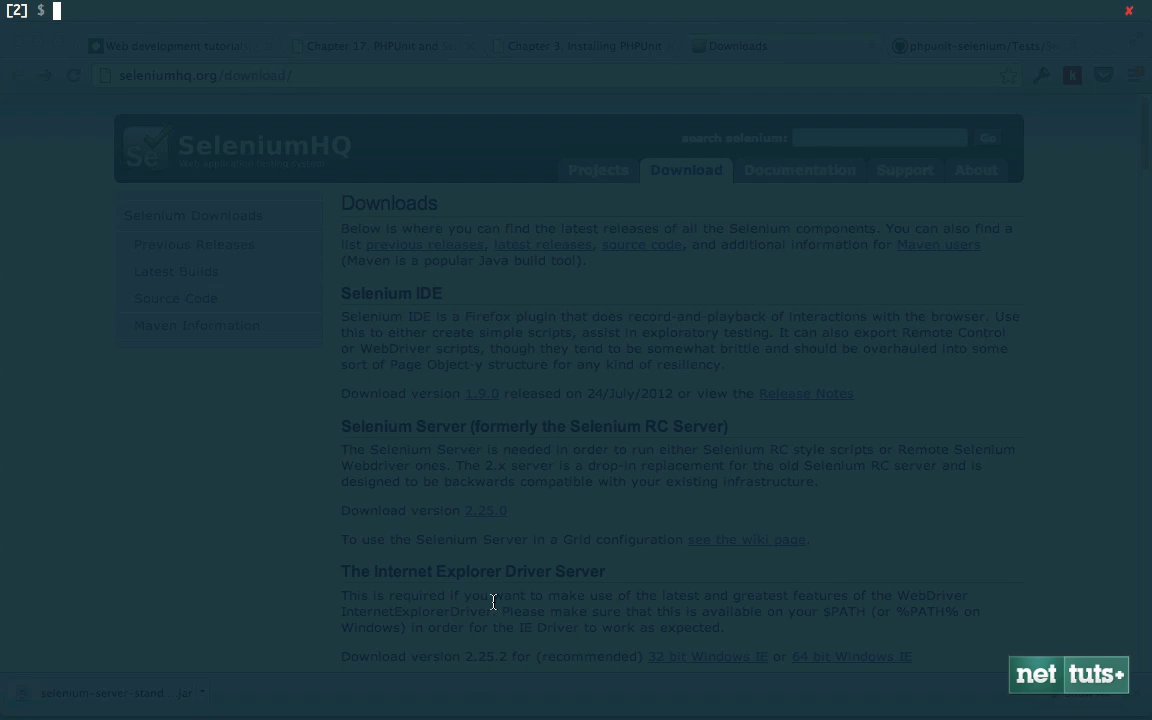 [2] $
✘
Web development tutorials
Chapter 17. PHPUnit and Se
Chapter 3. Installing PHPUnit
Downloads
phpunit-selenium/Tests/Se
seleniumhq.org/download/
k
Se
SeleniumHQ
Web application testing system
search selenium:
Go
Projects
Download
Documentation
Support
About
Selenium Downloads
Previous Releases
Latest Builds
Source Code
Maven Information
Downloads
Below is where you can find the latest releases of all the Selenium components. You can also find a
list previous releases, latest releases, source code, and additional information for Maven users
(Maven is a popular Java build tool).
Selenium IDE
Selenium IDE is a Firefox plugin that does record-and-playback of interactions with the browser. Use
this to either create simple scripts, assist in exploratory testing. It can also export Remote Control
or WebDriver scripts, though they tend to be somewhat brittle and should be overhauled into some
sort of Page Object-y structure for any kind of resiliency.
Download version 1.9.0 released on 24/July/2012 or view the Release Notes
Selenium Server (formerly the Selenium RC Server)
The Selenium Server is needed in order to run either Selenium RC style scripts or Remote Selenium
Webdriver ones. The 2.x server is a drop-in replacement for the old Selenium RC server and is
designed to be backwards compatible with your existing infrastructure.
Download version 2.25.0
To use the Selenium Server in a Grid configuration see the wiki page.
The Internet Explorer Driver Server
This is required if you want to make use of the latest and greatest features of the WebDriver
InternetExplorerDriver. Please make sure that this is available on your $PATH (or %PATH% on
Windows) in order for the IE Driver to work as expected.
Download version 2.25.2 for (recommended) 32 bit Windows IE or 64 bit Windows IE
selenium-server-stand....jar
net tuts+